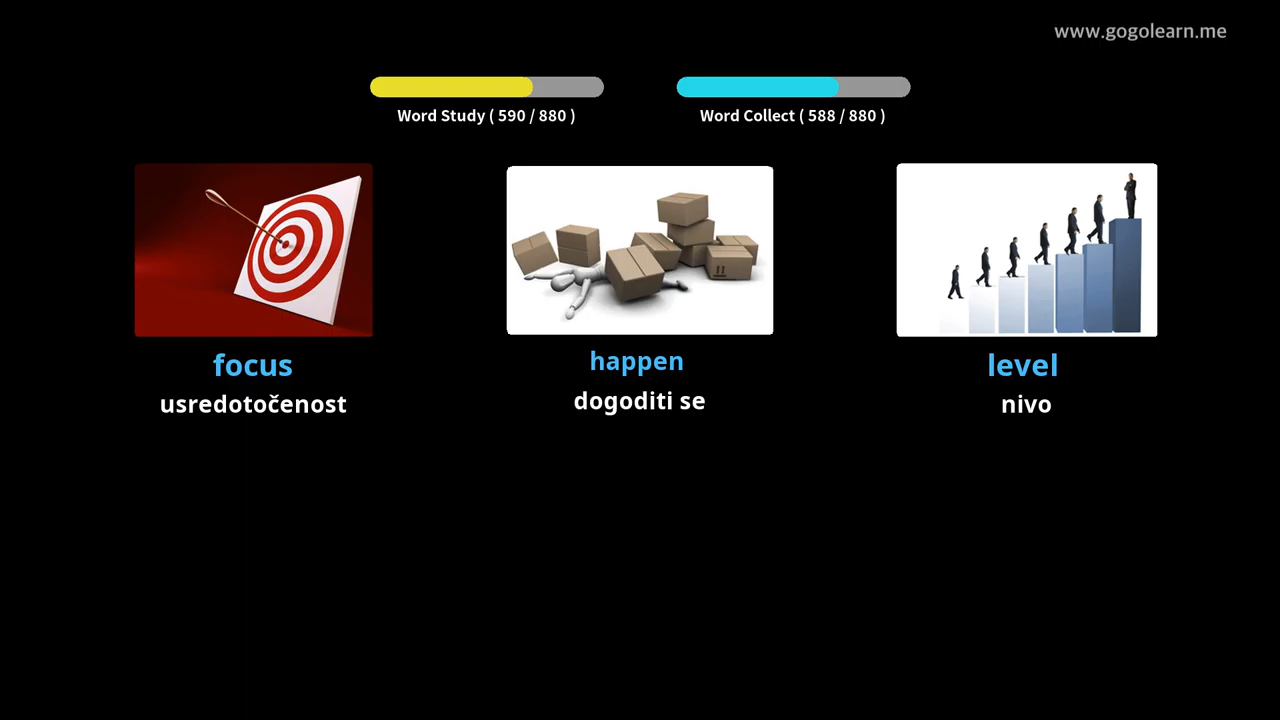 www.gogolearn.me
Word Study ( 590 / 880 )
Word Collect ( 588 / 880 )
focus
usredotočenost
happen
dogoditi se
level
nivo